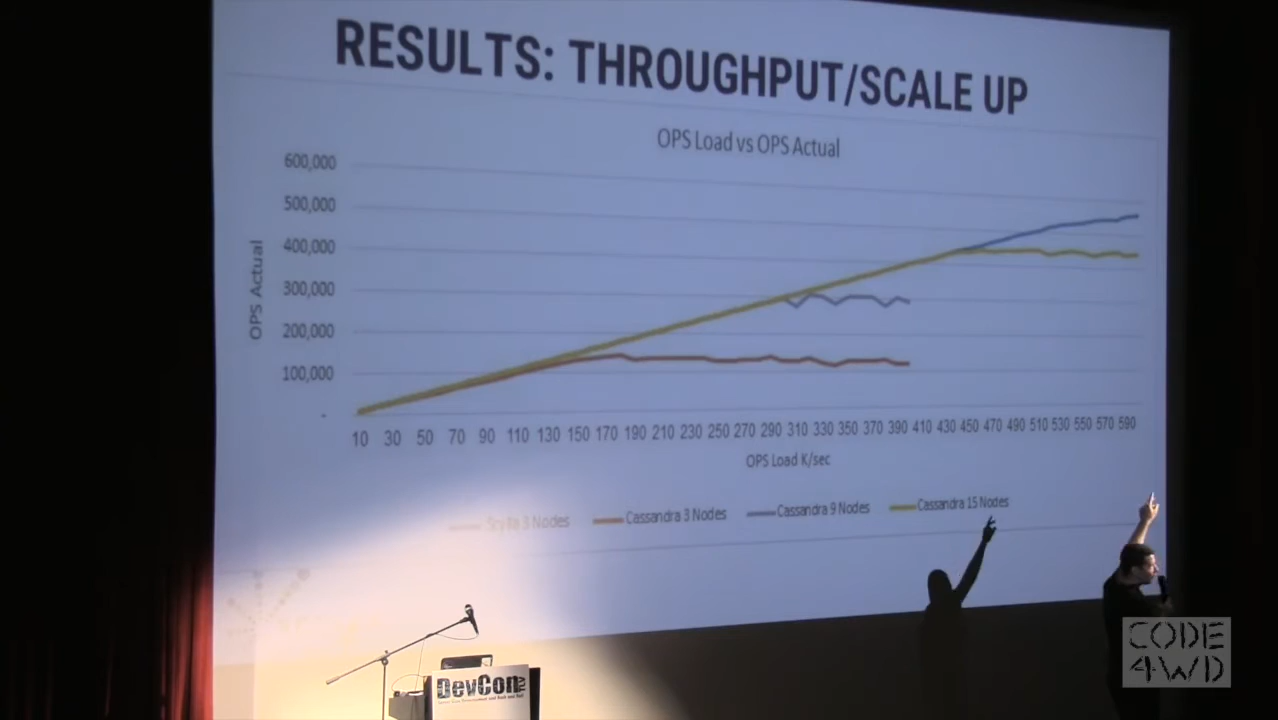 RESULTS: THROUGHPUT/SCALE UP
OPS Load vs OPS Actual
600,000
500,000
400,000
300,000
200,000
100,000
-
OPS Actual
10 30 50 70 90 110 130 150 170 190 210 230 250 270 290 310 330 350 370 390 410 430 450 470 490 510 530 550 570 590
OPS Load K/sec
Scylla 3 Nodes Cassandra 3 Nodes Cassandra 9 Nodes Cassandra 15 Nodes
DevCon TLV
CODE
4WD